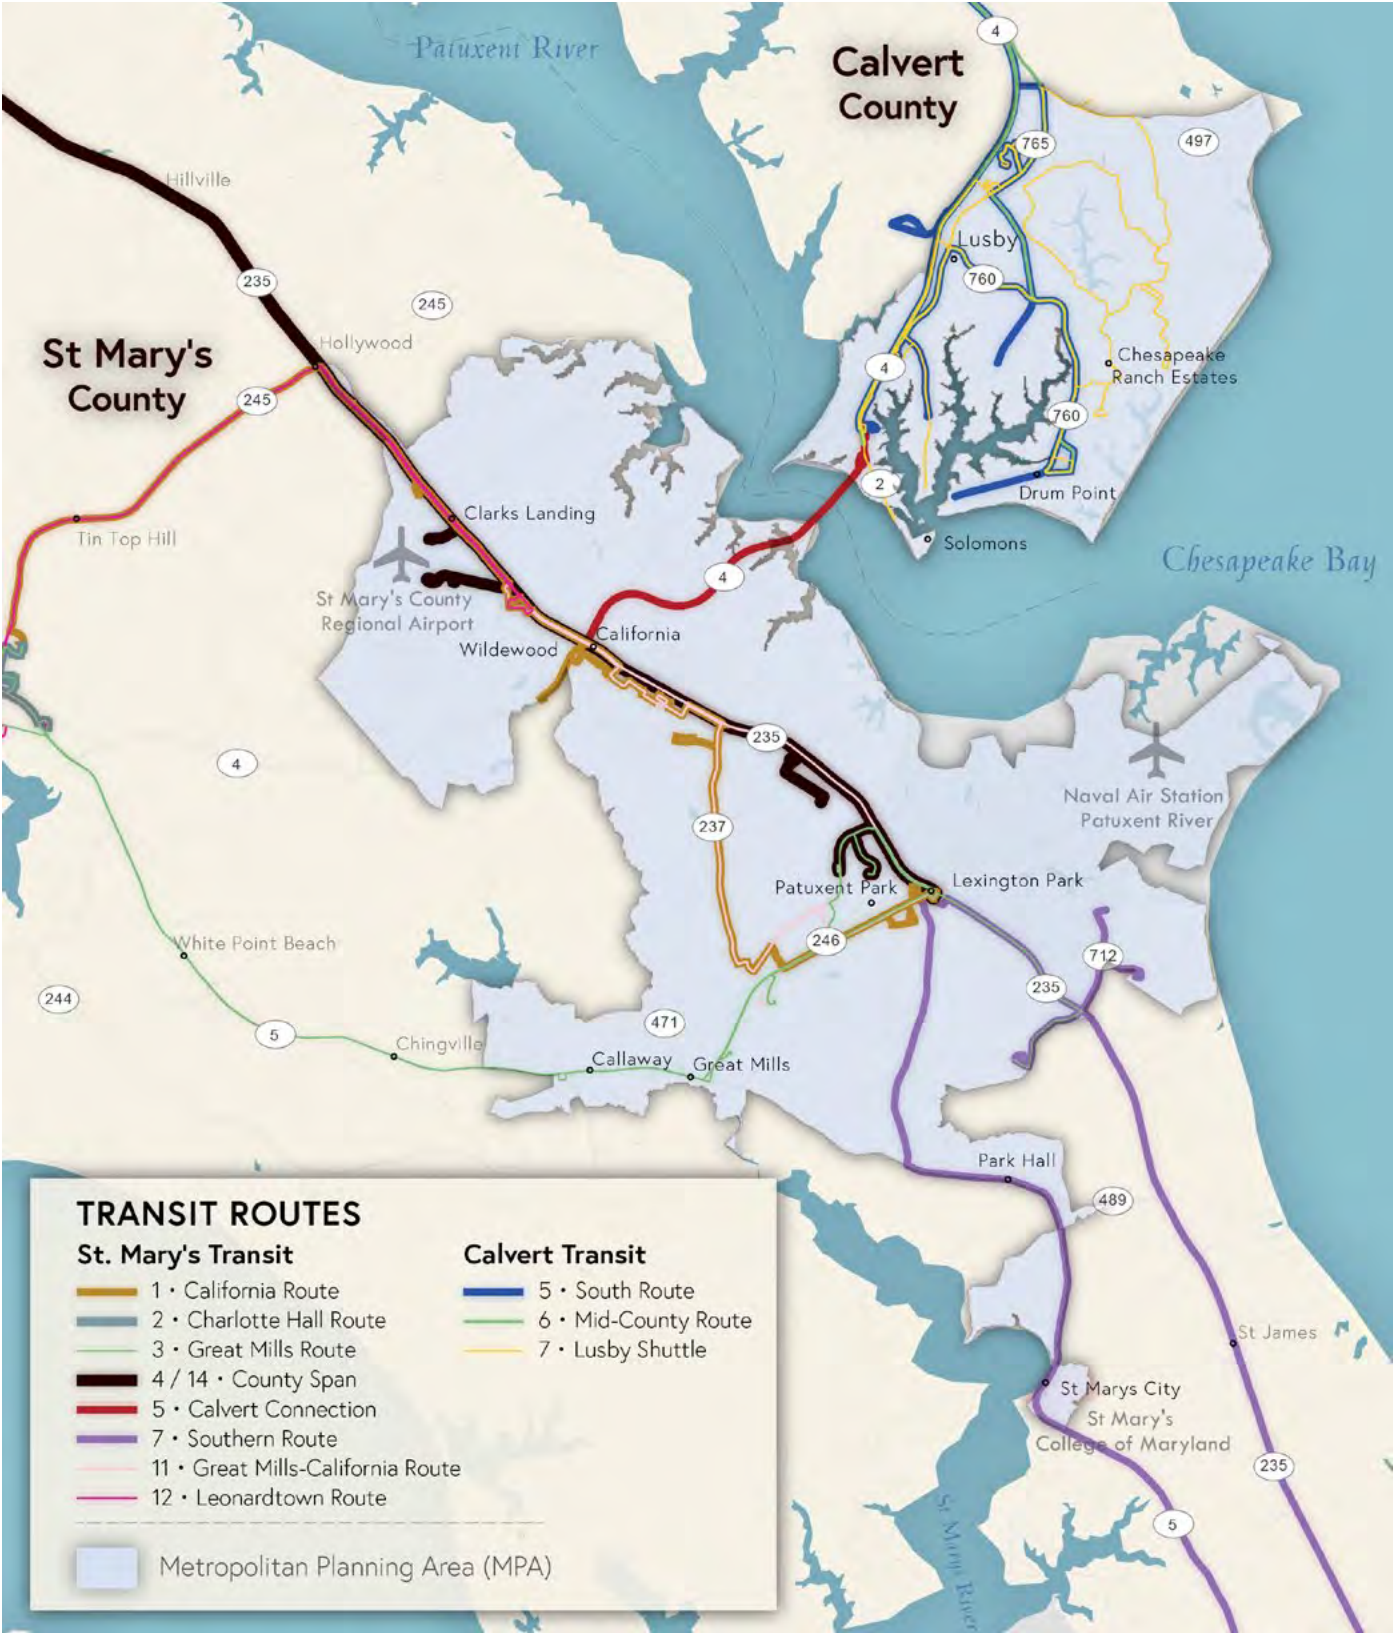 Patuxent River
4
Calvert
County
765
497
Hillville
Lusby
760
235
245
St Mary's
County
Hollywood
4
Chesapeake
Ranch Estates
245
760
2
Drum Point
Clarks Landing
Solomons
Tin Top Hill
Chesapeake Bay
4
St Mary's County
Regional Airport
California
Wildewood
235
4
Naval Air Station
Patuxent River
237
Patuxent Park
Lexington Park
246
White Point Beach
712
235
244
471
5
Chingville
Callaway
Great Mills
Park Hall
489
TRANSIT ROUTES
St. Mary's Transit
1 • California Route
2 • Charlotte Hall Route
3 • Great Mills Route
4 / 14 • County Span
5 • Calvert Connection
7 • Southern Route
11 • Great Mills-California Route
12 • Leonardtown Route
Calvert Transit
5 • South Route
6 • Mid-County Route
7 • Lusby Shuttle
Metropolitan Planning Area (MPA)
St James
St Marys City
St Mary's
College of Maryland
235
5
St Marys River